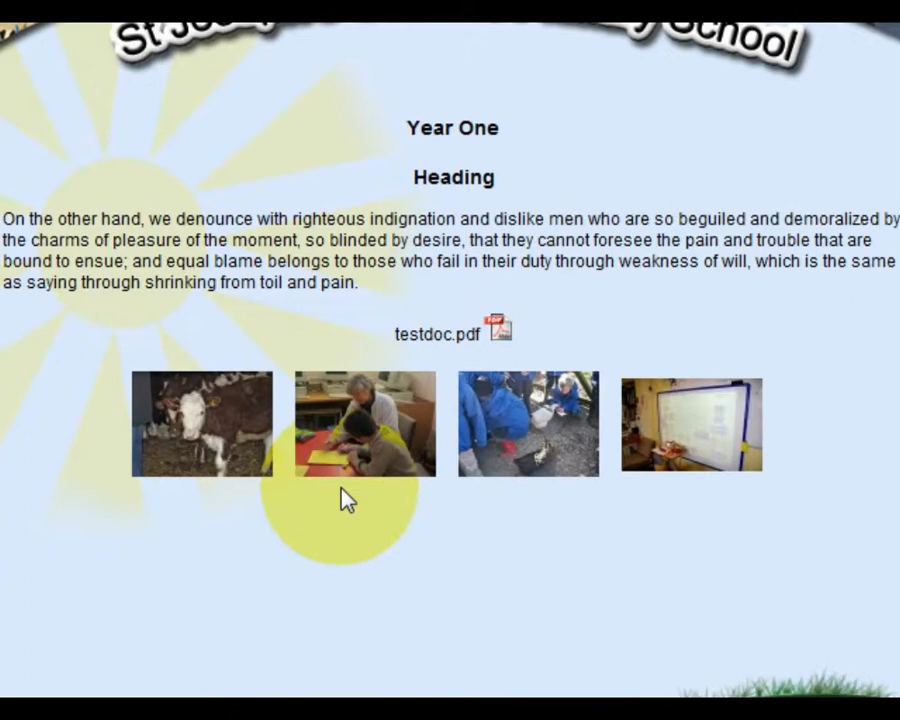 St
School
Year One
Heading
On the other hand, we denounce with righteous indignation and dislike men who are so beguiled and demoralized by
the charms of pleasure of the moment, so blinded by desire, that they cannot foresee the pain and trouble that are
bound to ensue; and equal blame belongs to those who fail in their duty through weakness of will, which is the same
as saying through shrinking from toil and pain.
testdoc.pdf
PDF